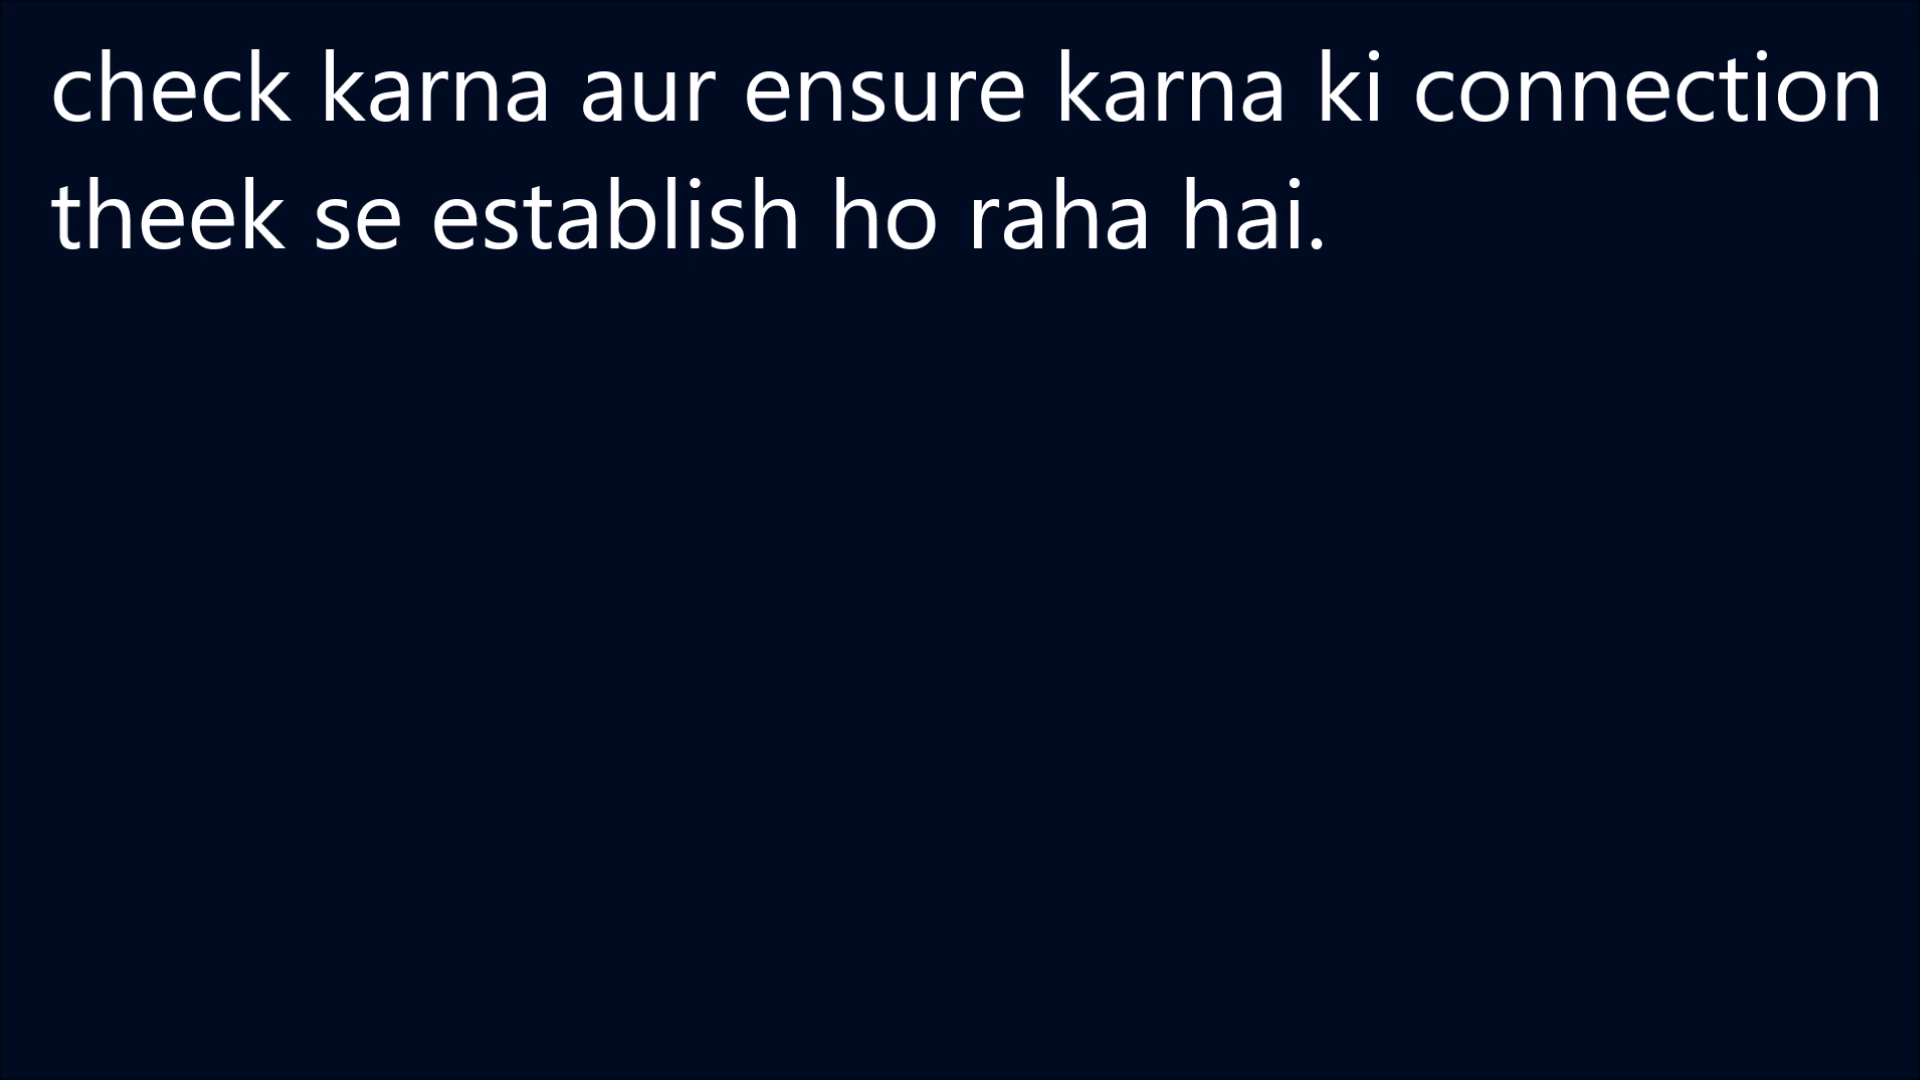 check karna aur ensure karna ki connection
theek se establish ho raha hai.